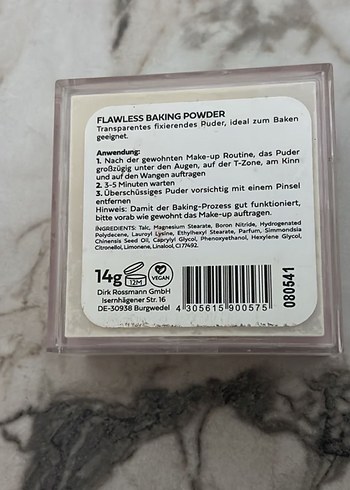 FLAWLESS BAKING POWDER
Transparentes fixierendes Puder, ideal zum Baken
geeignet.
Anwendung:
1. Nach der gewohnten Make-up Routine, das Puder
großzügig unter den Augen, auf der T-Zone, am Kinn
und auf den Wangen auftragen
2. 3-5 Minuten warten
3. Überschüssiges Puder vorsichtig mit einem Pinsel
entfernen
Hinweis: Damit der Baking-Prozess gut funktioniert,
bitte vorab wie gewohnt das Make-up auftragen.
INGREDIENTS: Talc, Magnesium Stearate, Boron Nitride, Hydrogenated
Polydecene, Lauroyl Lysine, Ethylhexyl Stearate, Parfum, Simmondsia
Chinensis Seed Oil, Caprylyl Glycol, Phenoxyethanol, Hexylene Glycol,
Citronellol, Limonene, Linalool, CI 77492.
14g 12M VEGAN
Dirk Rossmann GmbH
Isernhägener Str. 16
DE-30938 Burgwedel
4 305615 900575
080541